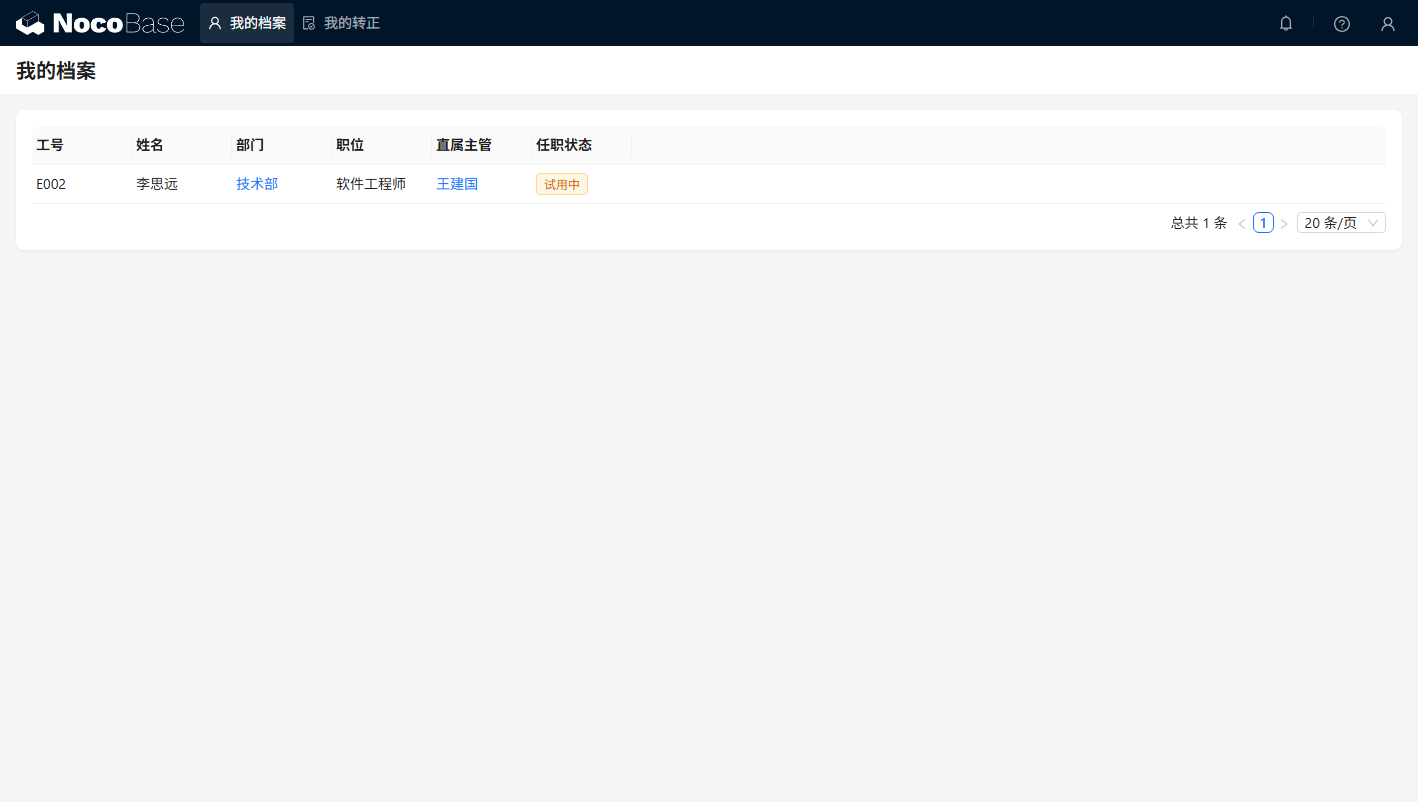 NocoBase 我的档案 我的转正
我的档案
工号 姓名 部门 职位 直属主管 任职状态
E002 李思远 技术部 软件工程师 王建国 试用中
总共 1 条 1 20 条/页